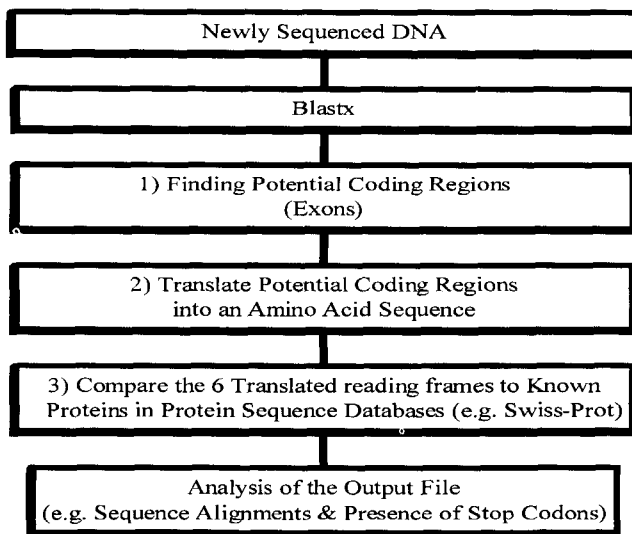 Newly Sequenced DNA
Blastx
1) Finding Potential Coding Regions
(Exons)
2) Translate Potential Coding Regions
into an Amino Acid Sequence
3) Compare the 6 Translated reading frames to Known
Proteins in Protein Sequence Databases (e.g. Swiss-Prot)
Analysis of the Output File
(e.g. Sequence Alignments & Presence of Stop Codons)